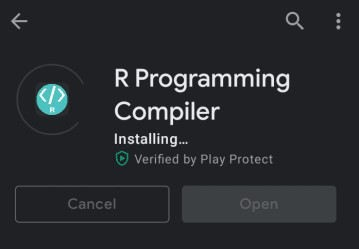 R Programming
Compiler
</>
R
Installing...
Verified by Play Protect
Cancel
Open